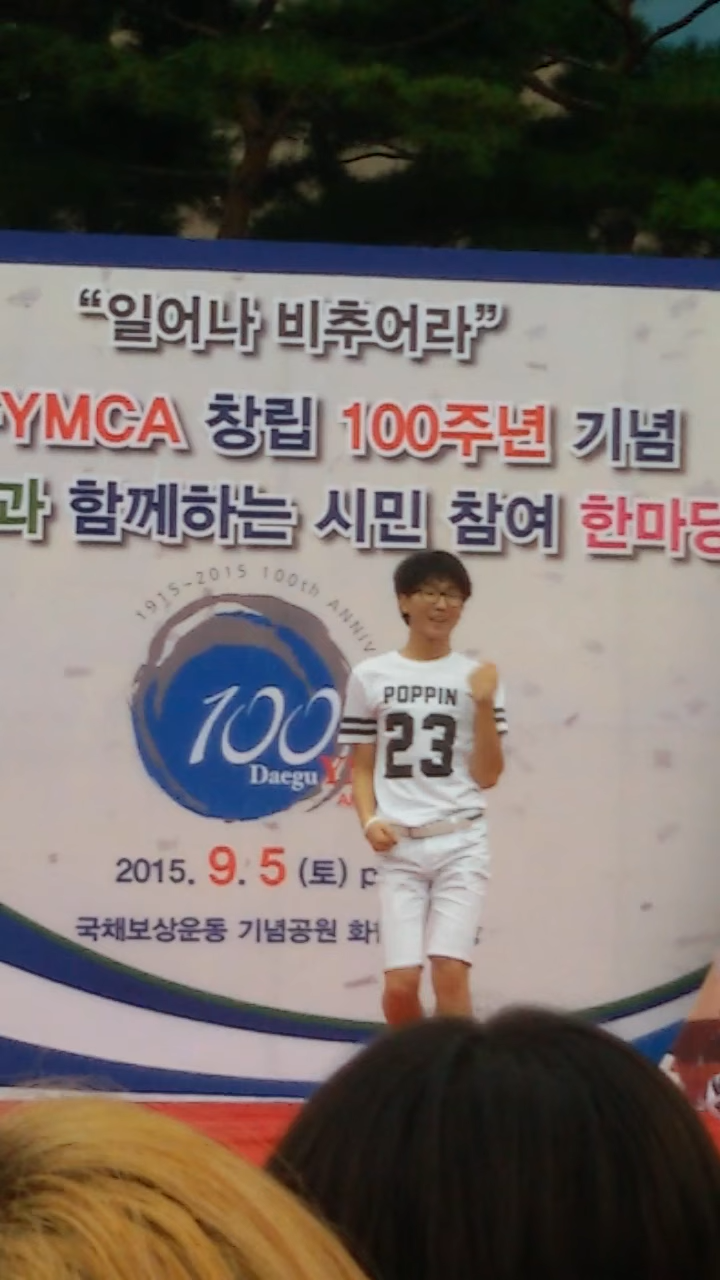 “일어나 비추어라”
YMCA 창립 100주년 기념
과 함께하는 시민 참여 한마당
1915~2015 100th ANNIV
100
Daegu Y
2015. 9. 5 (토) p
국채보상운동 기념공원 화
POPPIN
23